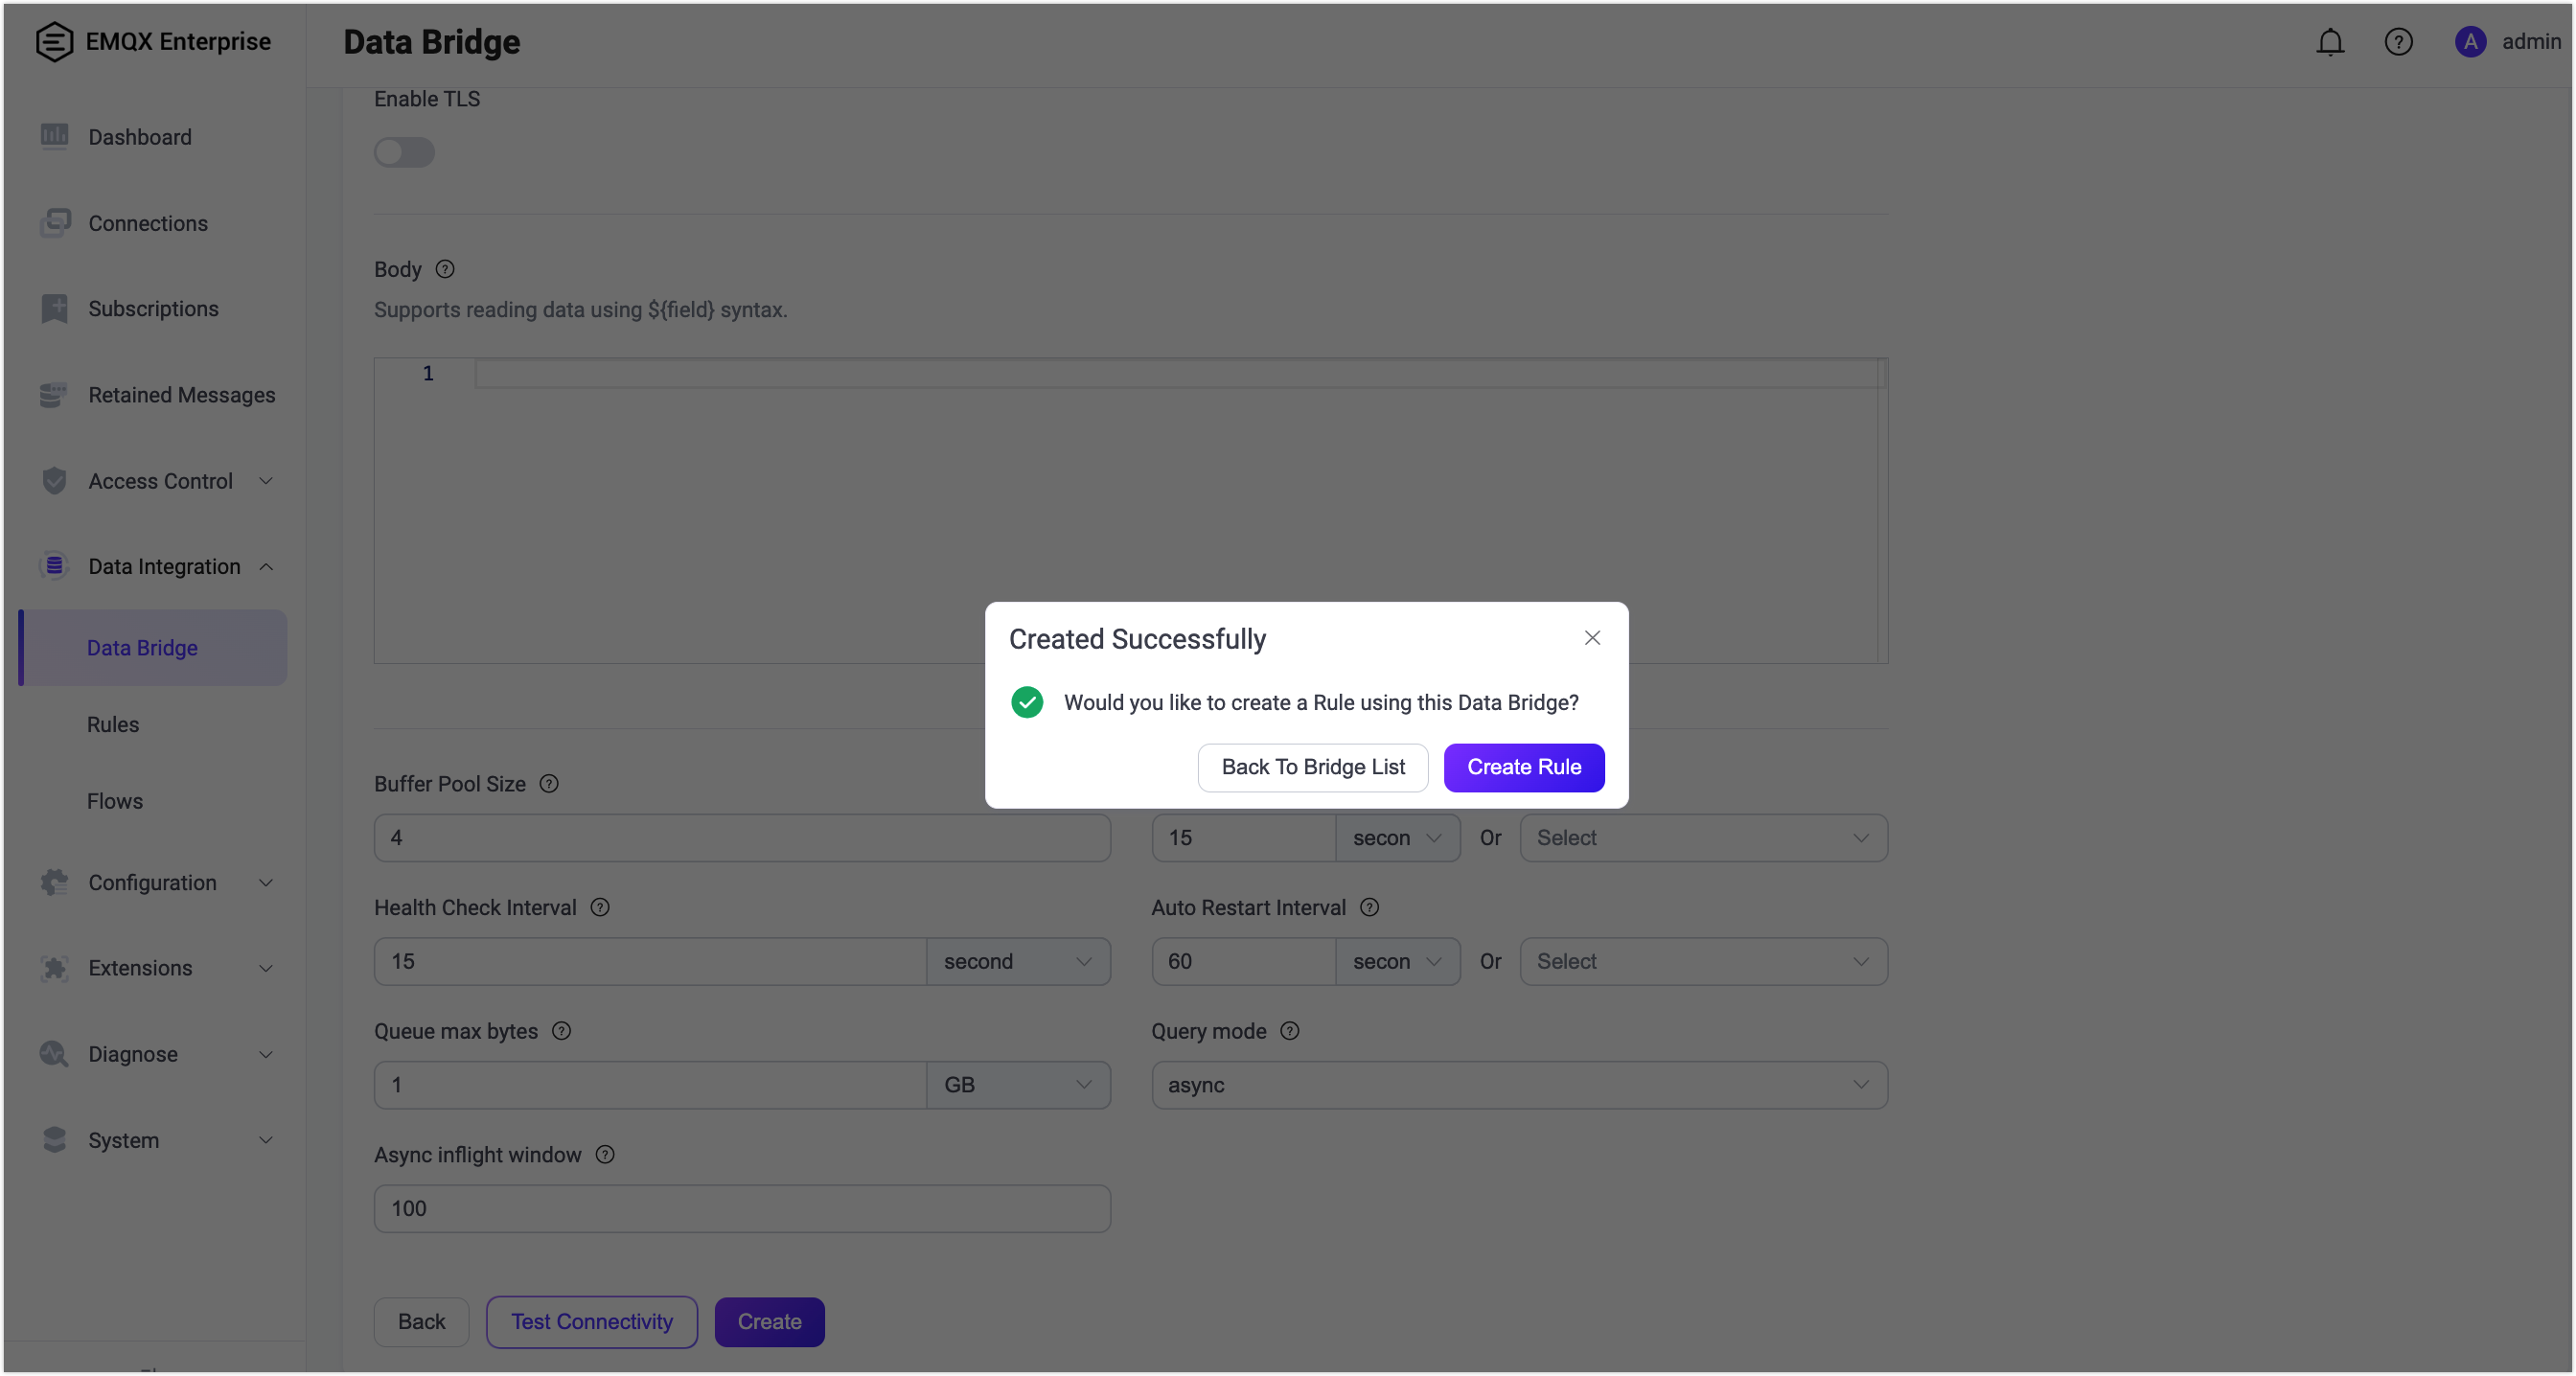 EMQX Enterprise
Data Bridge
A admin
Dashboard
Connections
Subscriptions
Retained Messages
Access Control
Data Integration
Data Bridge
Rules
Flows
Configuration
Extensions
Diagnose
System
Enable TLS
Body ?
Supports reading data using ${field} syntax.
1
Created Successfully
Would you like to create a Rule using this Data Bridge?
Back To Bridge List Create Rule
Buffer Pool Size ?
4
15 secon Or Select
Health Check Interval ? Auto Restart Interval ?
15 second 60 secon Or Select
Queue max bytes ? Query mode ?
1 GB async
Async inflight window ?
100
Back Test Connectivity Create